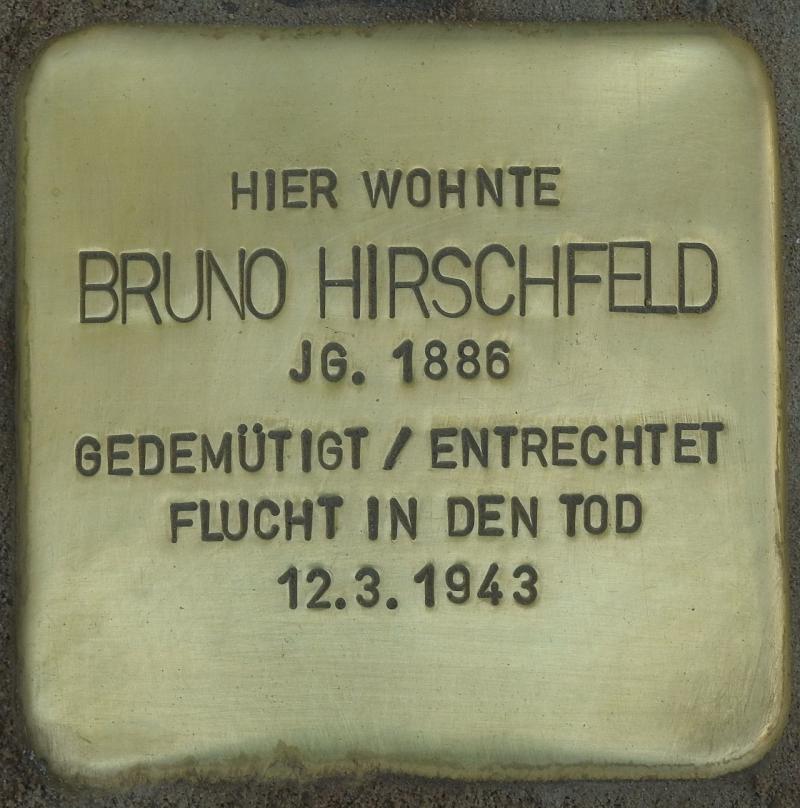 HIER WOHNTE
BRUNO HIRSCHFELD
JG. 1886
GEDEMÜTIGT / ENTRECHTET
FLUCHT IN DEN TOD
12.3.1943